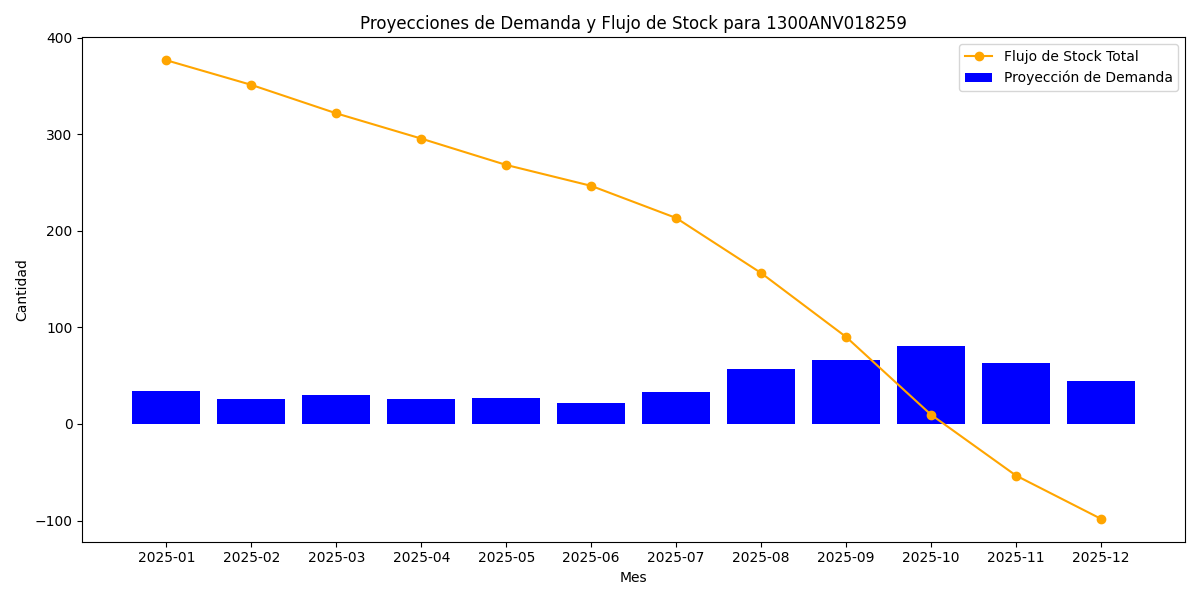 Proyecciones de Demanda y Flujo de Stock para 1300ANV018259
Flujo de Stock Total
Proyección de Demanda
Cantidad
400
300
200
100
0
−100
2025-01 2025-02 2025-03 2025-04 2025-05 2025-06 2025-07 2025-08 2025-09 2025-10 2025-11 2025-12
Mes